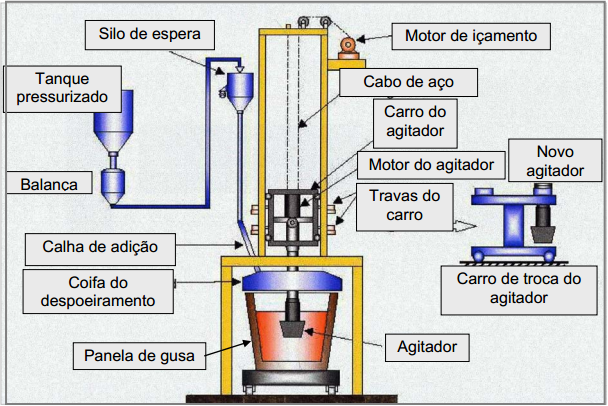 Silo de espera
Motor de içamento
Tanque
pressurizado
Cabo de aço
Carro do
agitador
Motor do agitador
Novo
agitador
Balança
Travas do
carro
Calha de adição
Coifa do
despoeiramento
Carro de troca do
agitador
Panela de gusa
Agitador